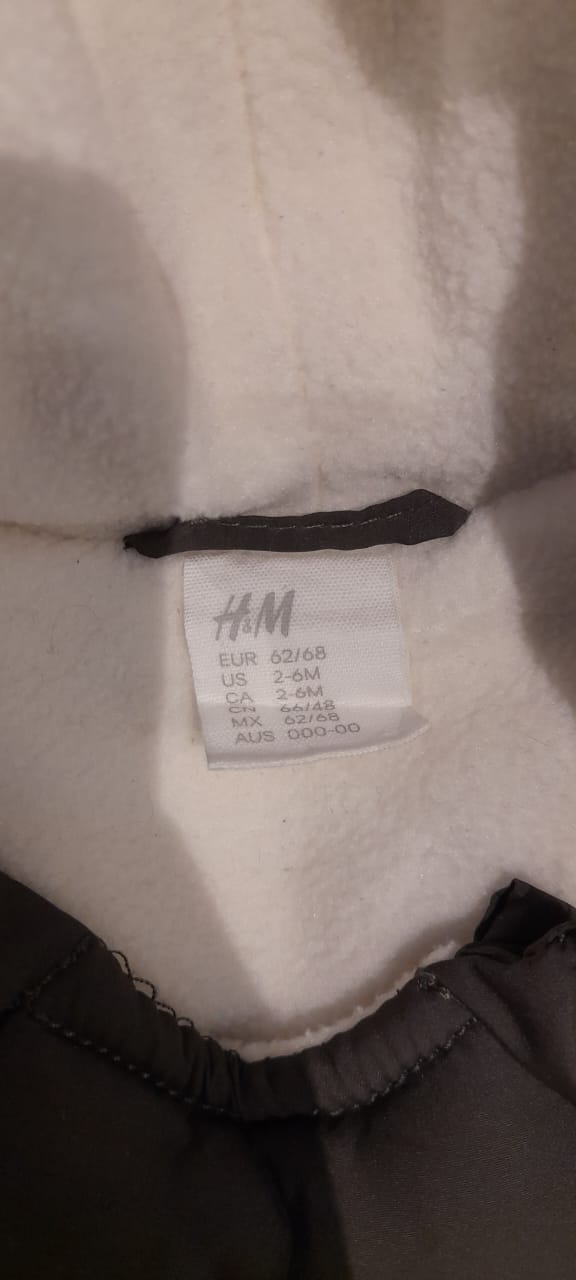 H&M
EUR 62/68
US 2-6M
CA 2-6M
CN 66/48
MX 62/68
AUS 000-00